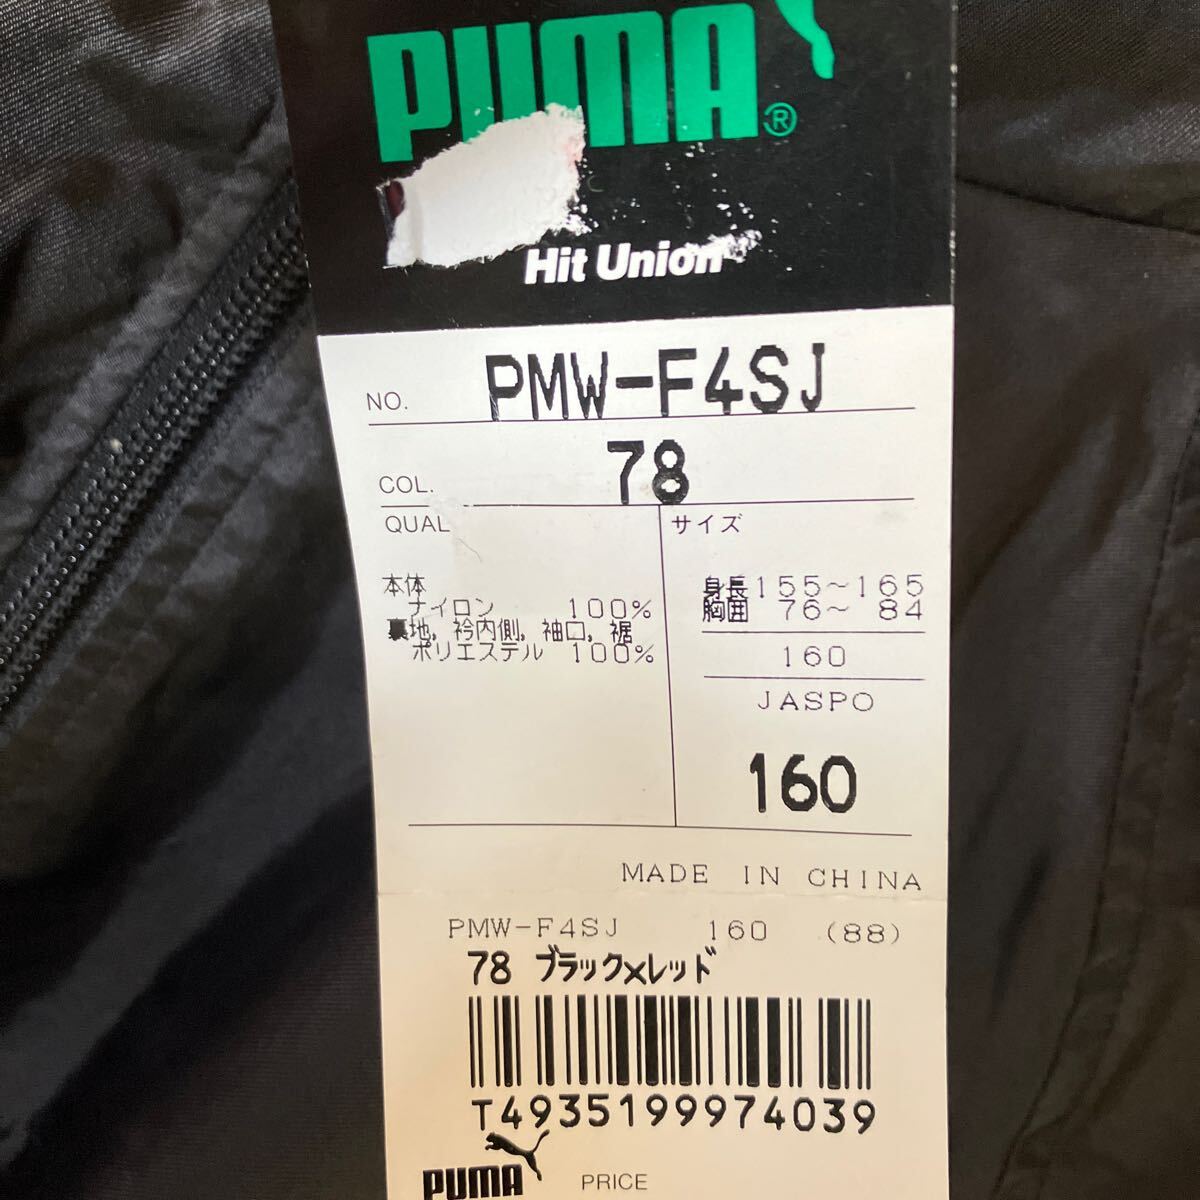 PUMA®
Hit Union
NO. PMW-F4SJ
COL. 78
QUAL
サイズ
本体
ナイロン 100%
裏地，衿内側，袖口，裾
ポリエステル 100%
身長155～165
胸囲 76～ 84
160
JASPO
160
MADE IN CHINA
PMW-F4SJ 160 (88)
78 ブラック×レッド
T4935199974039
PUMA
PRICE